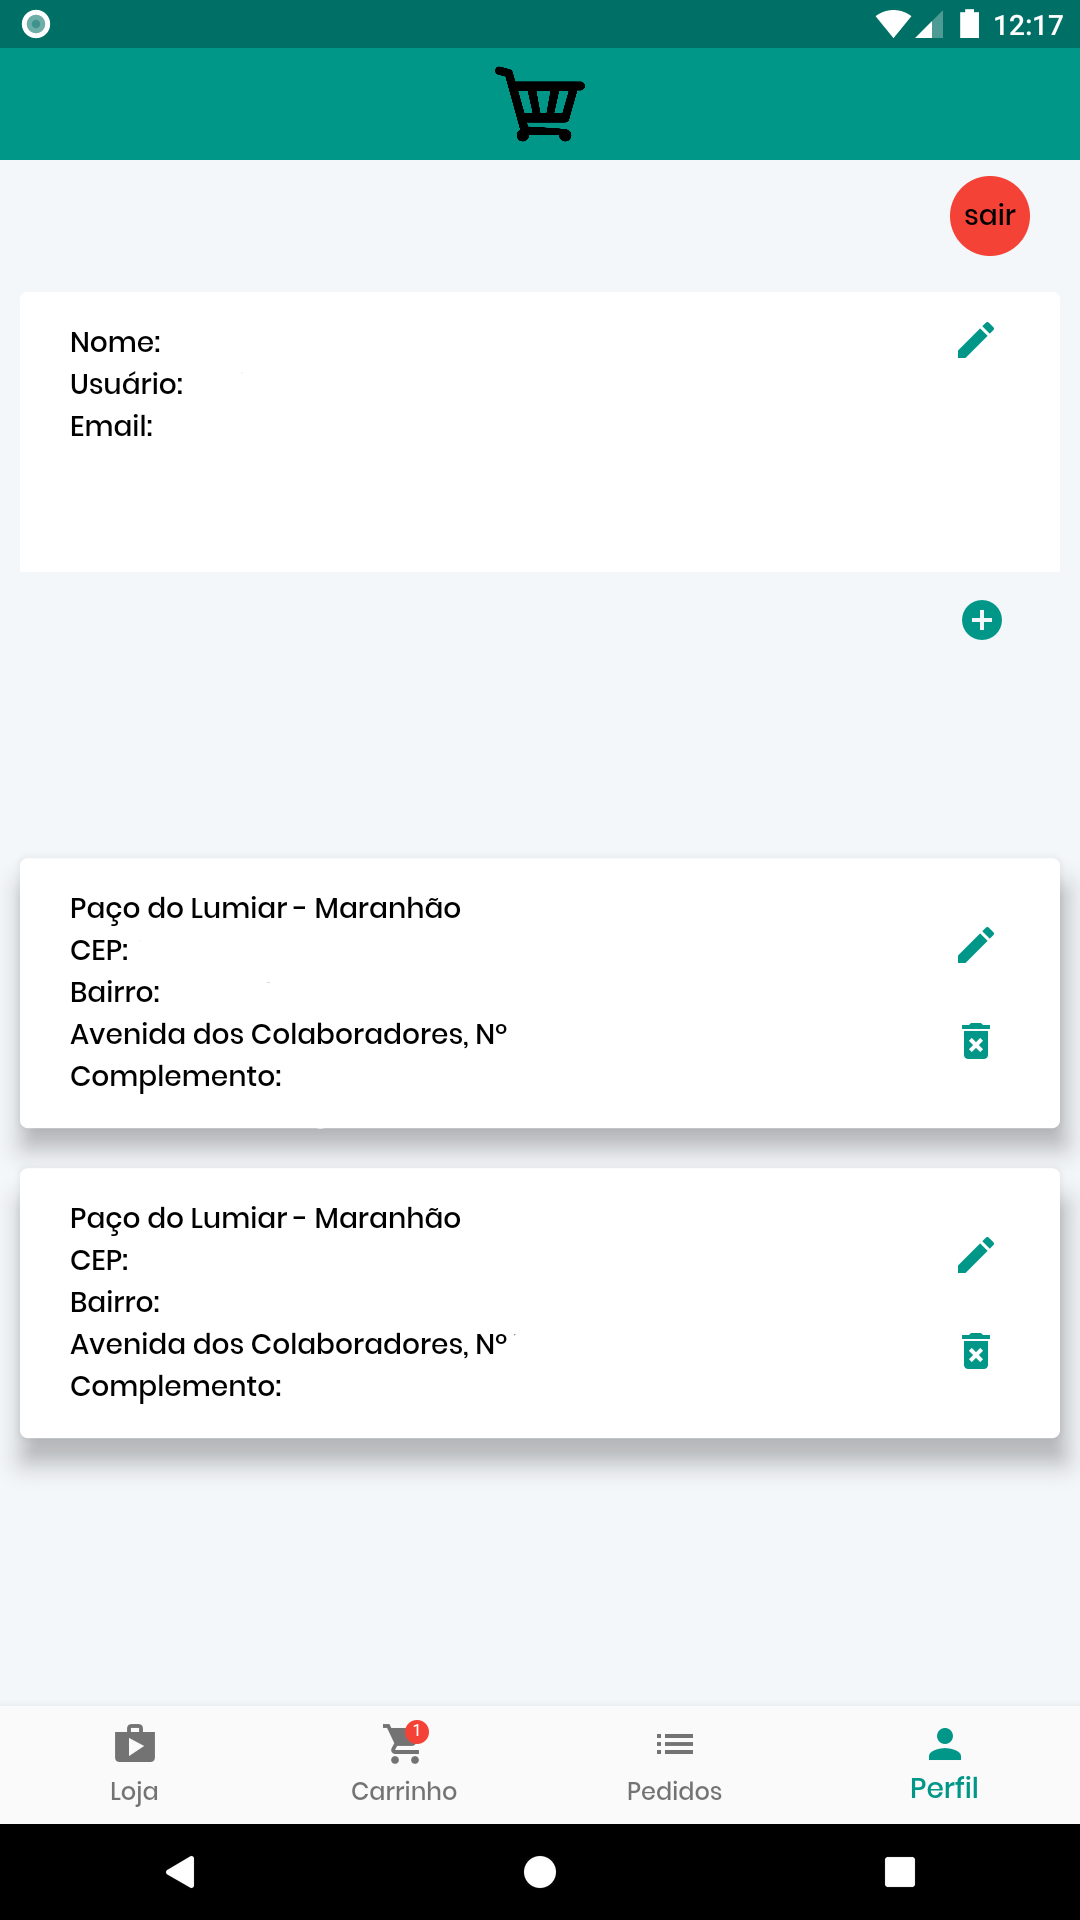 12:17
sair
Nome:
Usuário:
Email:
Paço do Lumiar - Maranhão
CEP:
Bairro:
Avenida dos Colaboradores, Nº
Complemento:
Paço do Lumiar - Maranhão
CEP:
Bairro:
Avenida dos Colaboradores, Nº
Complemento:
1
Loja
Carrinho
Pedidos
Perfil